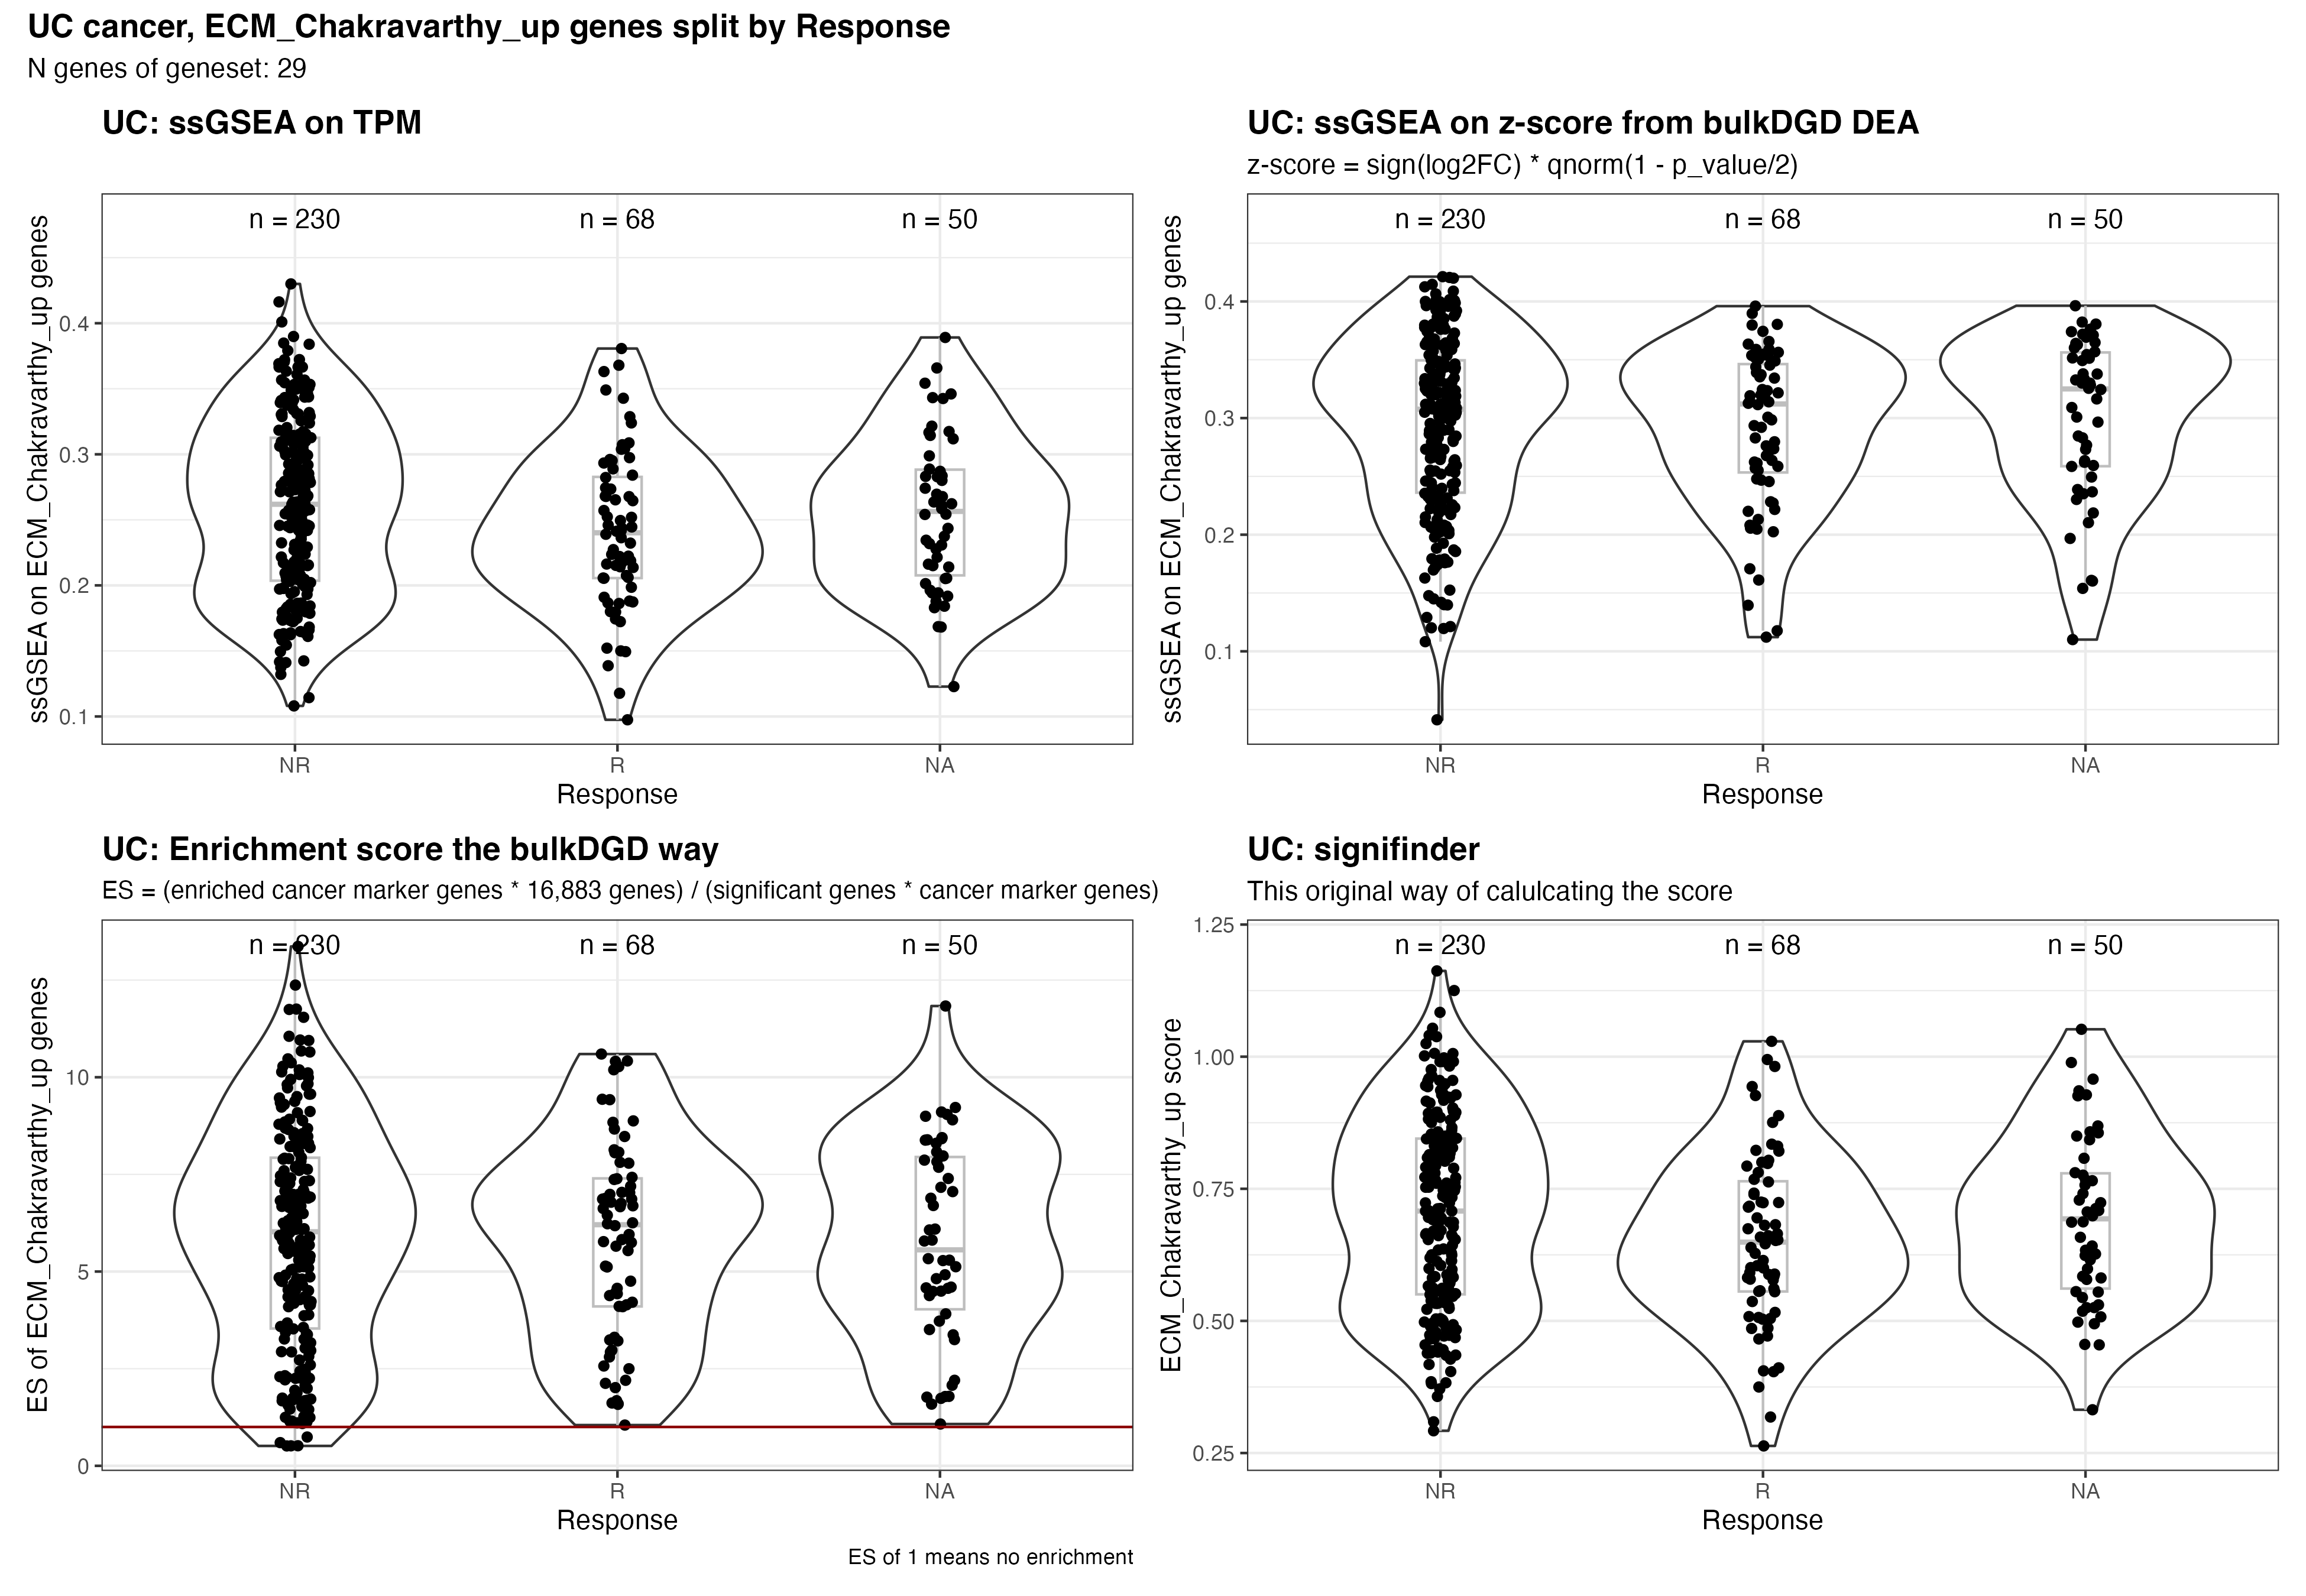 UC cancer, ECM_Chakravarthy_up genes split by Response
N genes of geneset: 29
UC: ssGSEA on TPM
n = 230
n = 68
n = 50
ssGSEA on ECM_Chakravarthy_up genes
0.4
0.3
0.2
0.1
NR
R
NA
Response
UC: ssGSEA on z-score from bulkDGD DEA
z-score = sign(log2FC) * qnorm(1 - p_value/2)
n = 230
n = 68
n = 50
ssGSEA on ECM_Chakravarthy_up genes
0.4
0.3
0.2
0.1
NR
R
NA
Response
UC: Enrichment score the bulkDGD way
ES = (enriched cancer marker genes * 16,883 genes) / (significant genes * cancer marker genes)
n = 230
n = 68
n = 50
ES of ECM_Chakravarthy_up genes
10
5
0
NR
R
NA
Response
ES of 1 means no enrichment
UC: signifinder
This original way of calulcating the score
n = 230
n = 68
n = 50
ECM_Chakravarthy_up score
1.25
1.00
0.75
0.50
0.25
NR
R
NA
Response